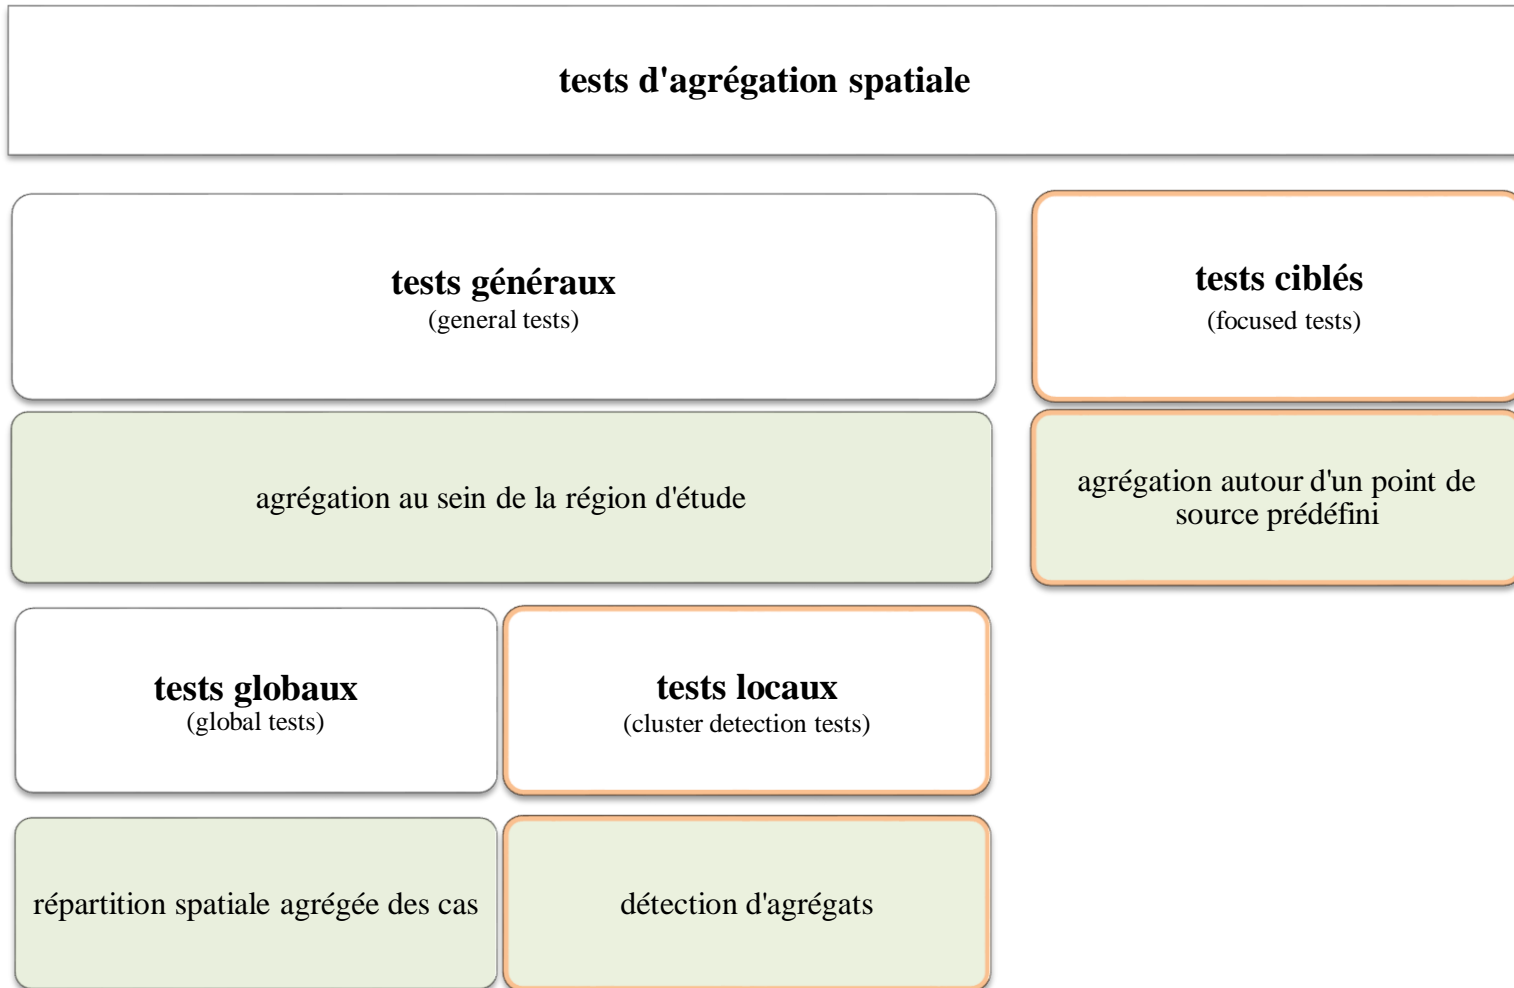 tests d'agrégation spatiale
tests généraux
(general tests)
tests ciblés
(focused tests)
agrégation au sein de la région d'étude
agrégation autour d'un point de
source prédéfini
tests globaux
(global tests)
tests locaux
(cluster detection tests)
répartition spatiale agrégée des cas
détection d'agrégats